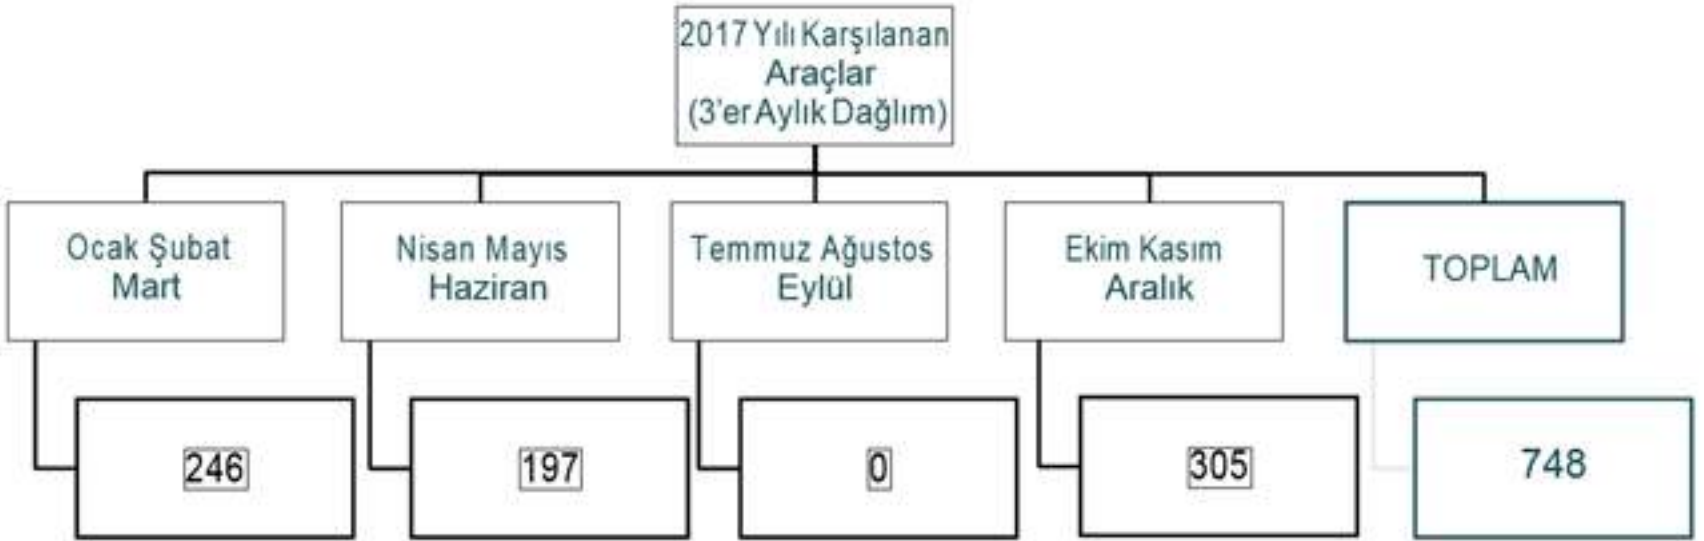 2017 Yılı Karşılanan
Araçlar
(3'er Aylık Dağlım)
Ocak Şubat
Mart
Nisan Mayıs
Haziran
Temmuz Ağustos
Eylül
Ekim Kasım
Aralık
TOPLAM
246
197
0
305
748